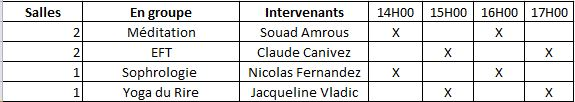 Salles En groupe Intervenants 14H00 15H00 16H00 17H00
2 Méditation Souad Amrous X X
2 EFT Claude Canivez X X
1 Sophrologie Nicolas Fernandez X X
1 Yoga du Rire Jacqueline Vladic X X